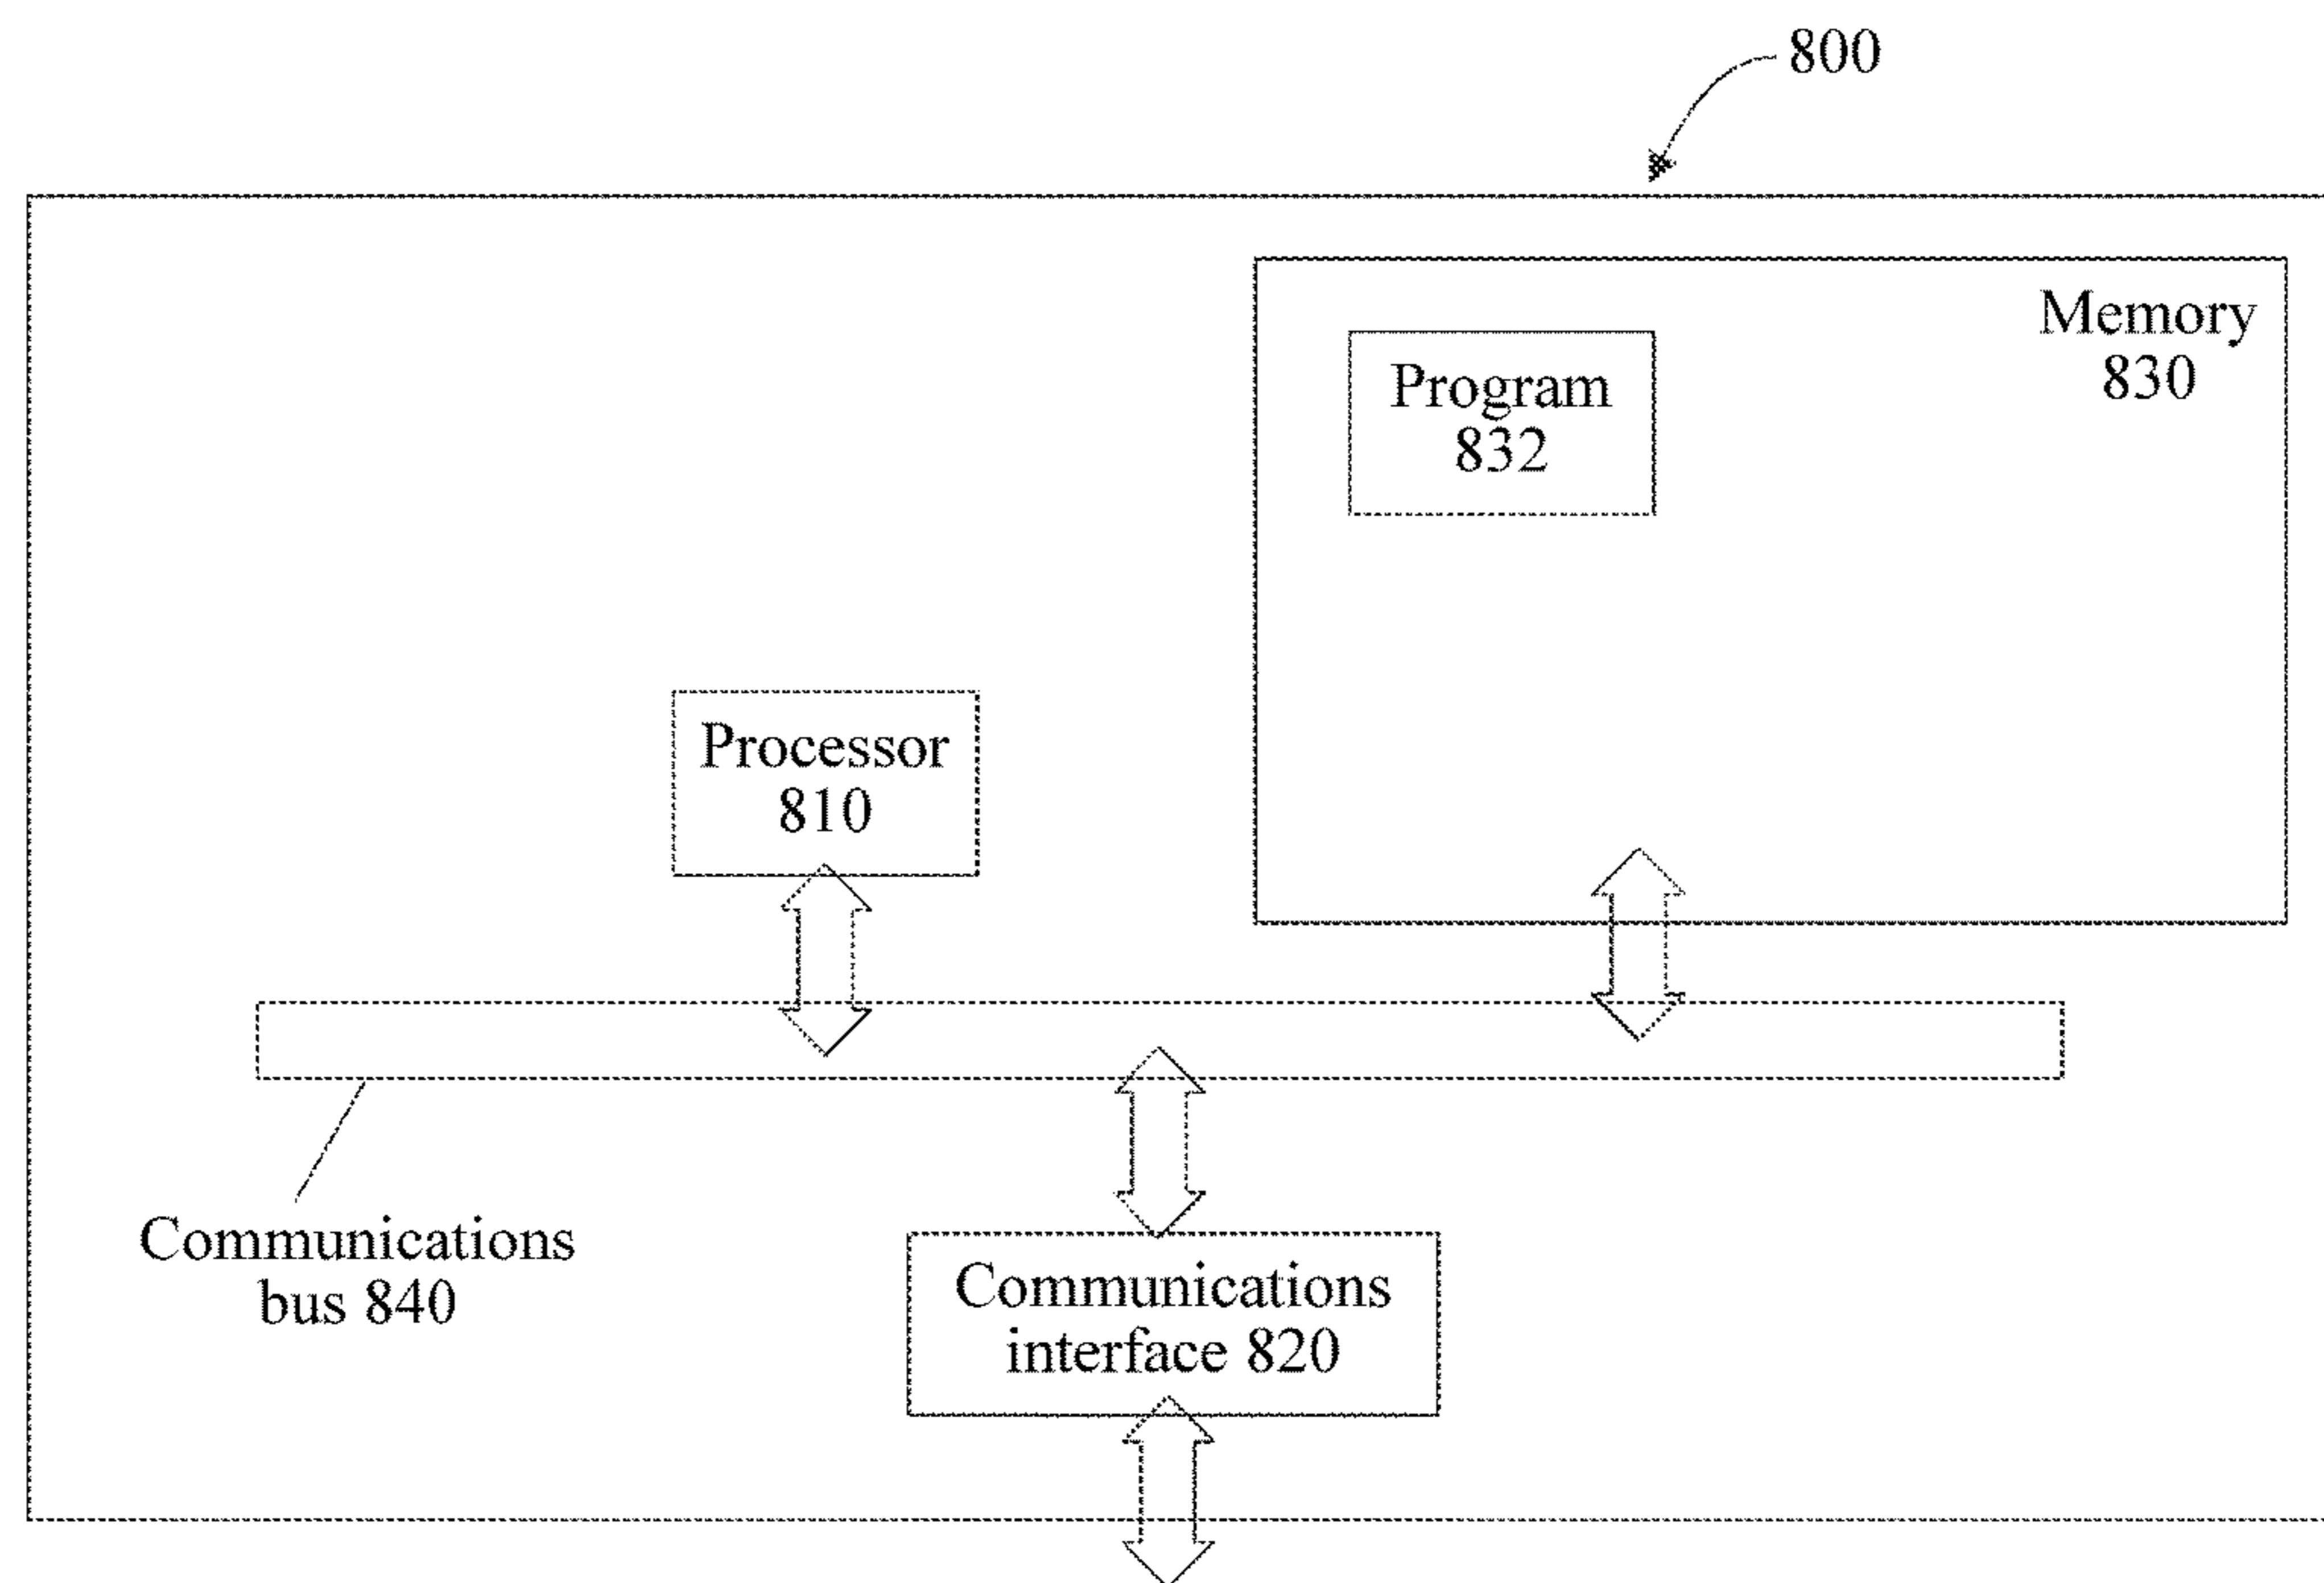 800
Memory
830
Program
832
Processor
810
Communications
bus 840
Communications
interface 820